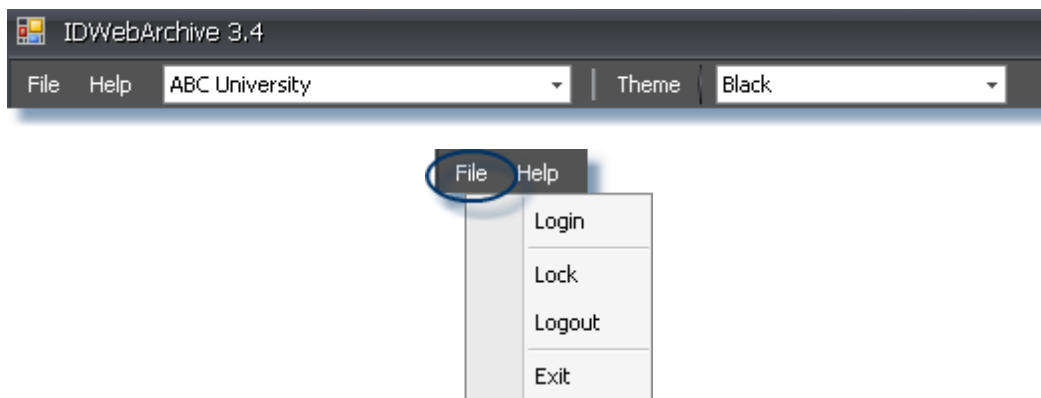 IDWebArchive 3.4
File Help ABC University Theme Black
File Help
Login
Lock
Logout
Exit